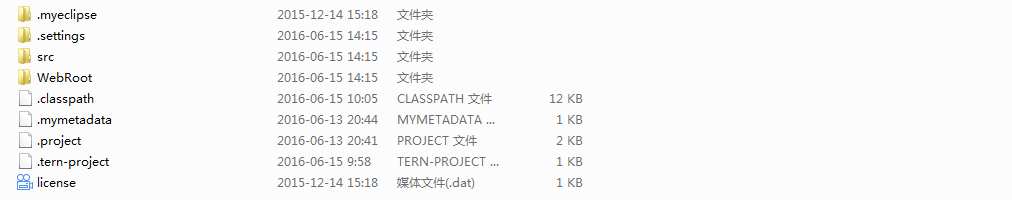 .myeclipse 2015-12-14 15:18 文件夹
.settings 2016-06-15 14:15 文件夹
src 2016-06-15 14:15 文件夹
WebRoot 2016-06-15 14:15 文件夹
.classpath 2016-06-15 10:05 CLASSPATH 文件 12 KB
.mymetadata 2016-06-13 20:44 MYMETADATA ... 1 KB
.project 2016-06-13 20:41 PROJECT 文件 2 KB
.tern-project 2016-06-15 9:58 TERN-PROJECT ... 1 KB
license 2015-12-14 15:18 媒体文件(.dat) 1 KB